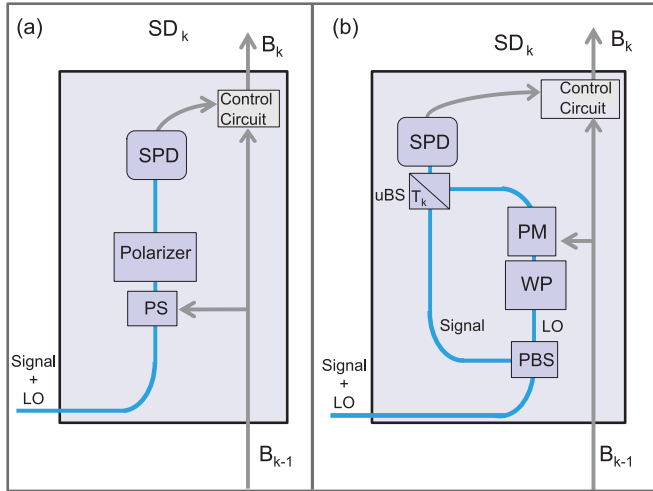 (a)
SD k
B k
Control
Circuit
SPD
Polarizer
PS
Signal
+
LO
B k-1
(b)
SD k
B k
Control
Circuit
SPD
uBS
T k
PM
WP
Signal
LO
PBS
Signal
+
LO
B k-1